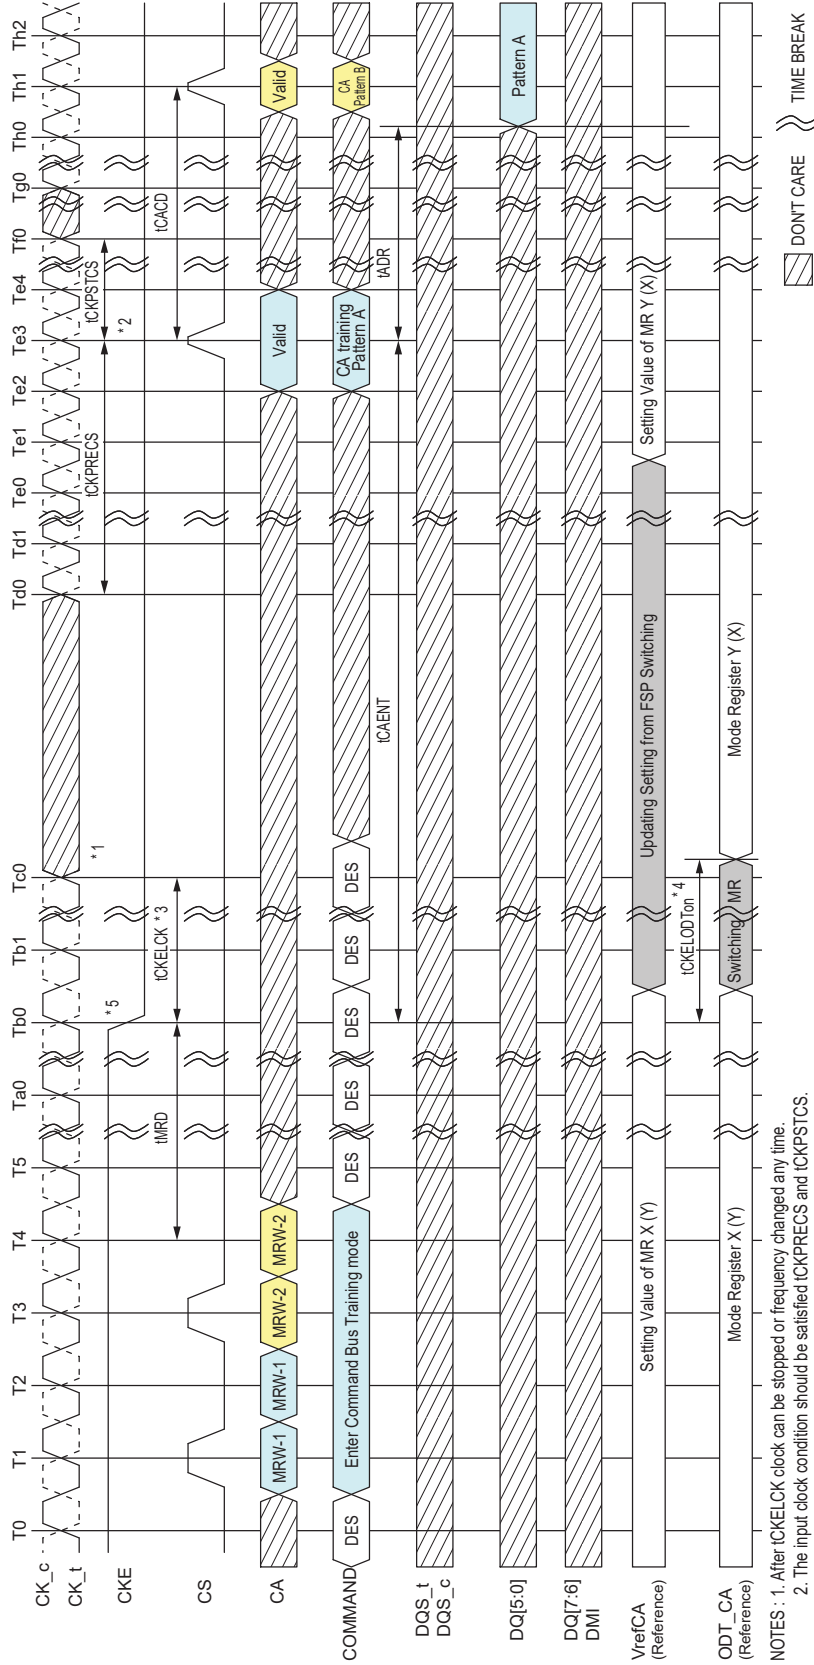 T0 T1 T2 T3 T4 T5 Ta0 Tb0 Tb1 Tc0 Td0 Td1 Te0 Te1 Te2 Te3 Te4 Tf0 Tg0 Th0 Th1 Th2
CK_c
CK_t
*1
tCKPRECS
tCKPSTCS
*2
CKE
*5
tMRD
tCKELCK *3
tCACD
CS
CA
MRW-1 MRW-1 MRW-2 MRW-2 Valid Valid
COMMAND
DES Enter Command Bus Training mode DES DES DES DES DES
CA training
Pattern A
CA
Pattern B
tCAENT
tADR
DQS_t
DQS_c
DQ[5:0]
Pattern A
DQ[7:6]
DMI
VrefCA
(Reference)
Setting Value of MR X (Y) Updating Setting from FSP Switching Setting Value of MR Y (X)
tCKELODTon *4
ODT_CA
(Reference)
Mode Register X (Y) Switching MR Mode Register Y (X)
NOTES : 1. After tCKELCK clock can be stopped or frequency changed any time.
2. The input clock condition should be satisfied tCKPRECS and tCKPSTCS.
DON'T CARE
TIME BREAK